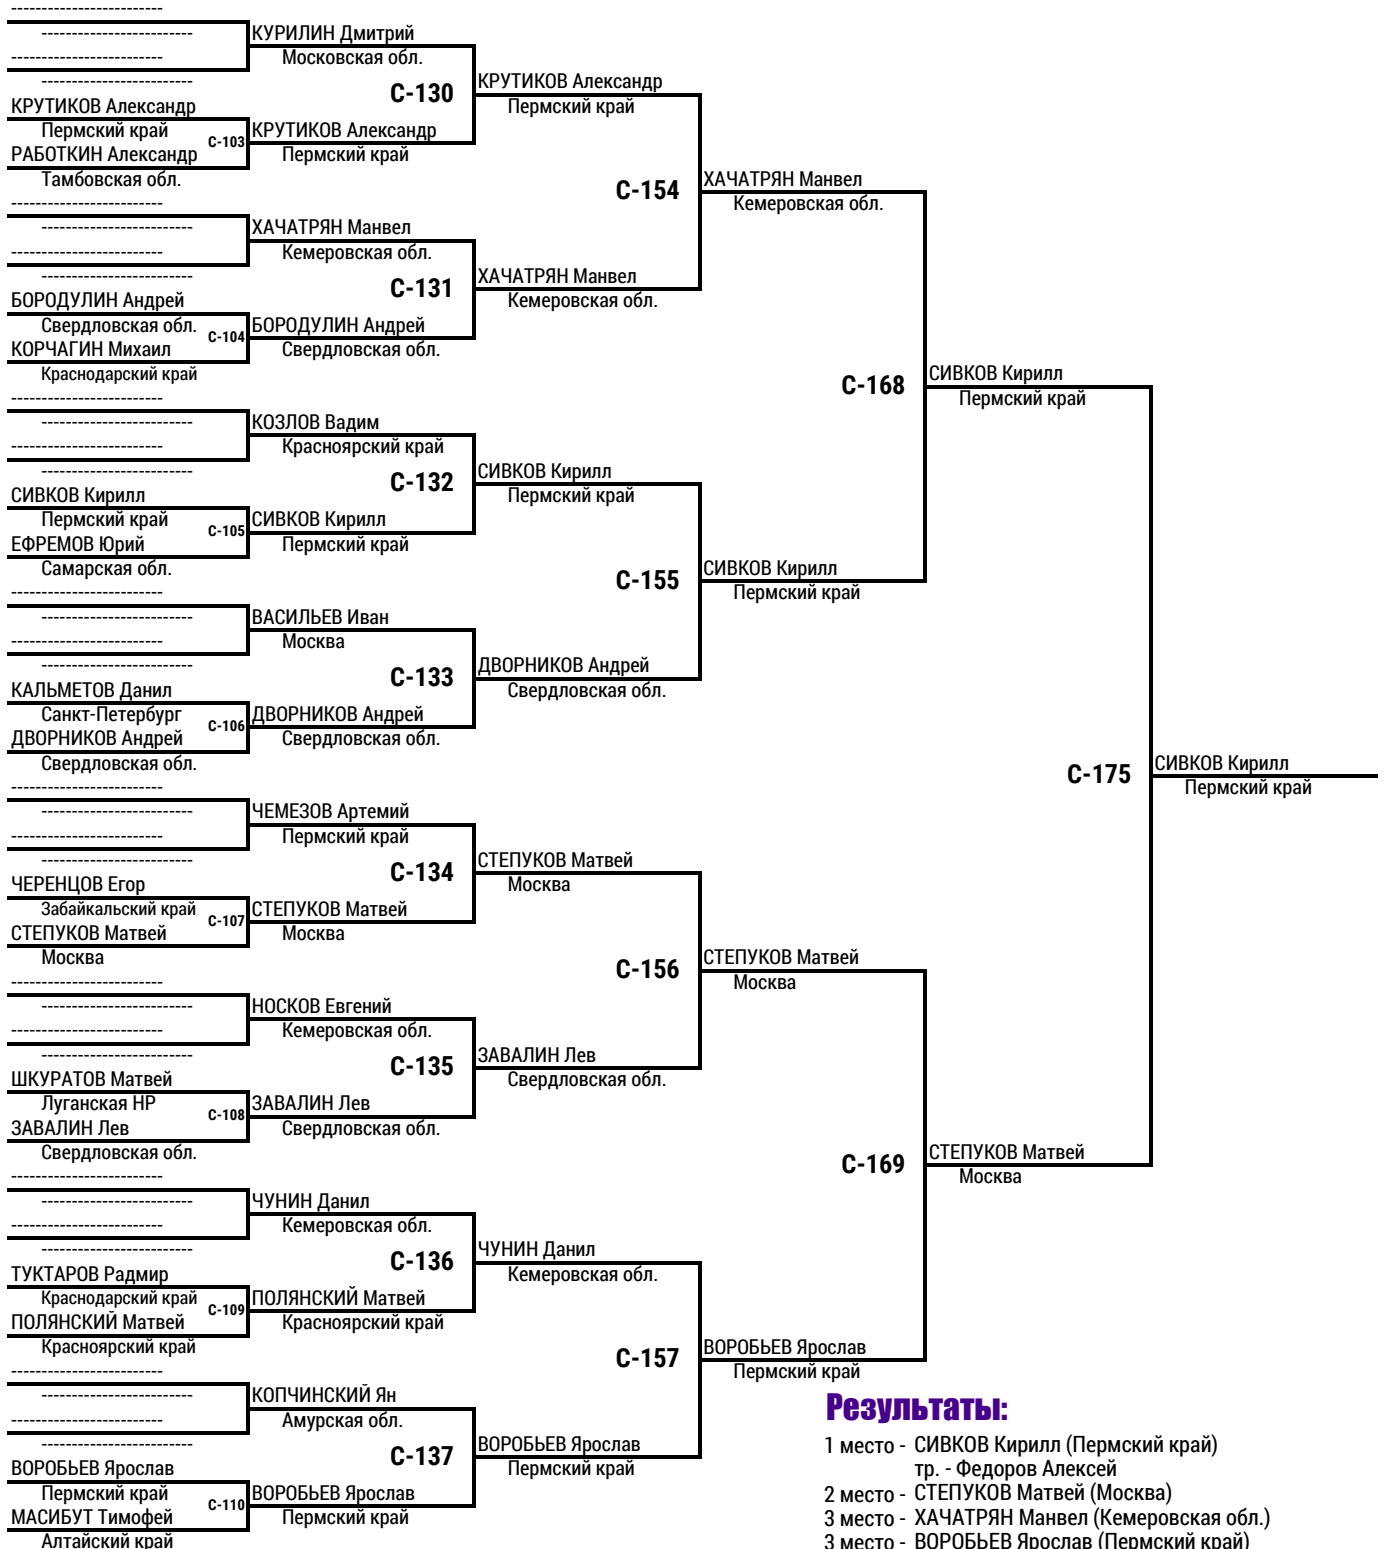 -------------------------
-------------------------
КУРИЛИН Дмитрий
-------------------------
Московская обл.
-------------------------
С-130
КРУТИКОВ Александр
Пермский край
КРУТИКОВ Александр
Пермский край
С-103
КРУТИКОВ Александр
РАБОТКИН Александр
Пермский край
Тамбовская обл.
С-154
ХАЧАТРЯН Манвел
Кемеровская обл.
-------------------------
-------------------------
ХАЧАТРЯН Манвел
-------------------------
Кемеровская обл.
-------------------------
С-131
ХАЧАТРЯН Манвел
Кемеровская обл.
БОРОДУЛИН Андрей
Свердловская обл.
С-104
БОРОДУЛИН Андрей
КОРЧАГИН Михаил
Свердловская обл.
Краснодарский край
С-168
СИВКОВ Кирилл
Пермский край
-------------------------
-------------------------
КОЗЛОВ Вадим
-------------------------
Красноярский край
-------------------------
С-132
СИВКОВ Кирилл
Пермский край
СИВКОВ Кирилл
Пермский край
С-105
СИВКОВ Кирилл
ЕФРЕМОВ Юрий
Пермский край
Самарская обл.
С-155
СИВКОВ Кирилл
Пермский край
-------------------------
-------------------------
ВАСИЛЬЕВ Иван
-------------------------
Москва
-------------------------
С-133
ДВОРНИКОВ Андрей
Свердловская обл.
КАЛЬМЕТОВ Данил
Санкт-Петербург
С-106
ДВОРНИКОВ Андрей
ДВОРНИКОВ Андрей
Свердловская обл.
Свердловская обл.
С-175
СИВКОВ Кирилл
Пермский край
-------------------------
-------------------------
ЧЕМЕЗОВ Артемий
-------------------------
Пермский край
-------------------------
С-134
СТЕПУКОВ Матвей
Москва
ЧЕРЕНЦОВ Егор
Забайкальский край
С-107
СТЕПУКОВ Матвей
СТЕПУКОВ Матвей
Москва
Москва
С-156
СТЕПУКОВ Матвей
Москва
-------------------------
-------------------------
НОСКОВ Евгений
-------------------------
Кемеровская обл.
-------------------------
С-135
ЗАВАЛИН Лев
Свердловская обл.
ШКУРАТОВ Матвей
Луганская НР
С-108
ЗАВАЛИН Лев
ЗАВАЛИН Лев
Свердловская обл.
Свердловская обл.
С-169
СТЕПУКОВ Матвей
Москва
-------------------------
-------------------------
ЧУНИН Данил
-------------------------
Кемеровская обл.
-------------------------
С-136
ЧУНИН Данил
Кемеровская обл.
ТУКТАРОВ Радмир
Краснодарский край
С-109
ПОЛЯНСКИЙ Матвей
ПОЛЯНСКИЙ Матвей
Красноярский край
Красноярский край
С-157
ВОРОБЬЕВ Ярослав
Пермский край
-------------------------
-------------------------
КОПЧИНСКИЙ Ян
-------------------------
Амурская обл.
-------------------------
С-137
ВОРОБЬЕВ Ярослав
Пермский край
ВОРОБЬЕВ Ярослав
Пермский край
С-110
ВОРОБЬЕВ Ярослав
МАСИБУТ Тимофей
Пермский край
Алтайский край
Результаты:
1 место - СИВКОВ Кирилл (Пермский край)
тр. - Федоров Алексей
2 место - СТЕПУКОВ Матвей (Москва)
3 место - ХАЧАТРЯН Манвел (Кемеровская обл.)
3 место - ВОРОБЬЕВ Ярослав (Пермский край)